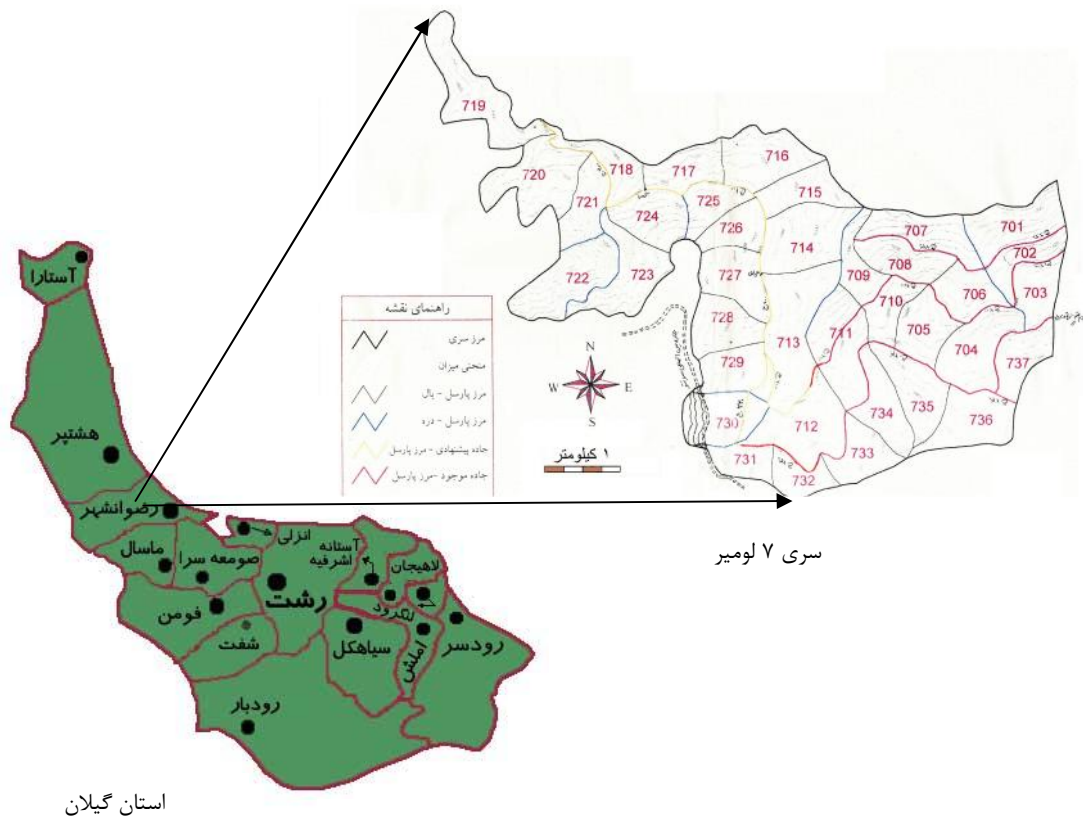 719
720
718
717
716
721
724
725
715
726
722
723
727
714
707
701
702
708
709
706
703
710
728
713
711
705
704
737
729
730
712
734
735
736
731
733
732
N
W
E
S
راهنمای نقشه
مرز سری
منحنی میزان
مرز پارسل - یال
مرز پارسل - دره
جاده پیشنهادی - مرز پارسل
جاده موجود - مرز پارسل
۱ کیلومتر
سری ۷ لومیر
آستارا
هشتپر
رضوانشهر
انزلی
ماسال
صومعه سرا
آستانه
اشرفیه
لاهیجان
رشت
لنگرود
فومن
شفت
سیاهکل
املش
رودسر
رودبار
استان گیلان